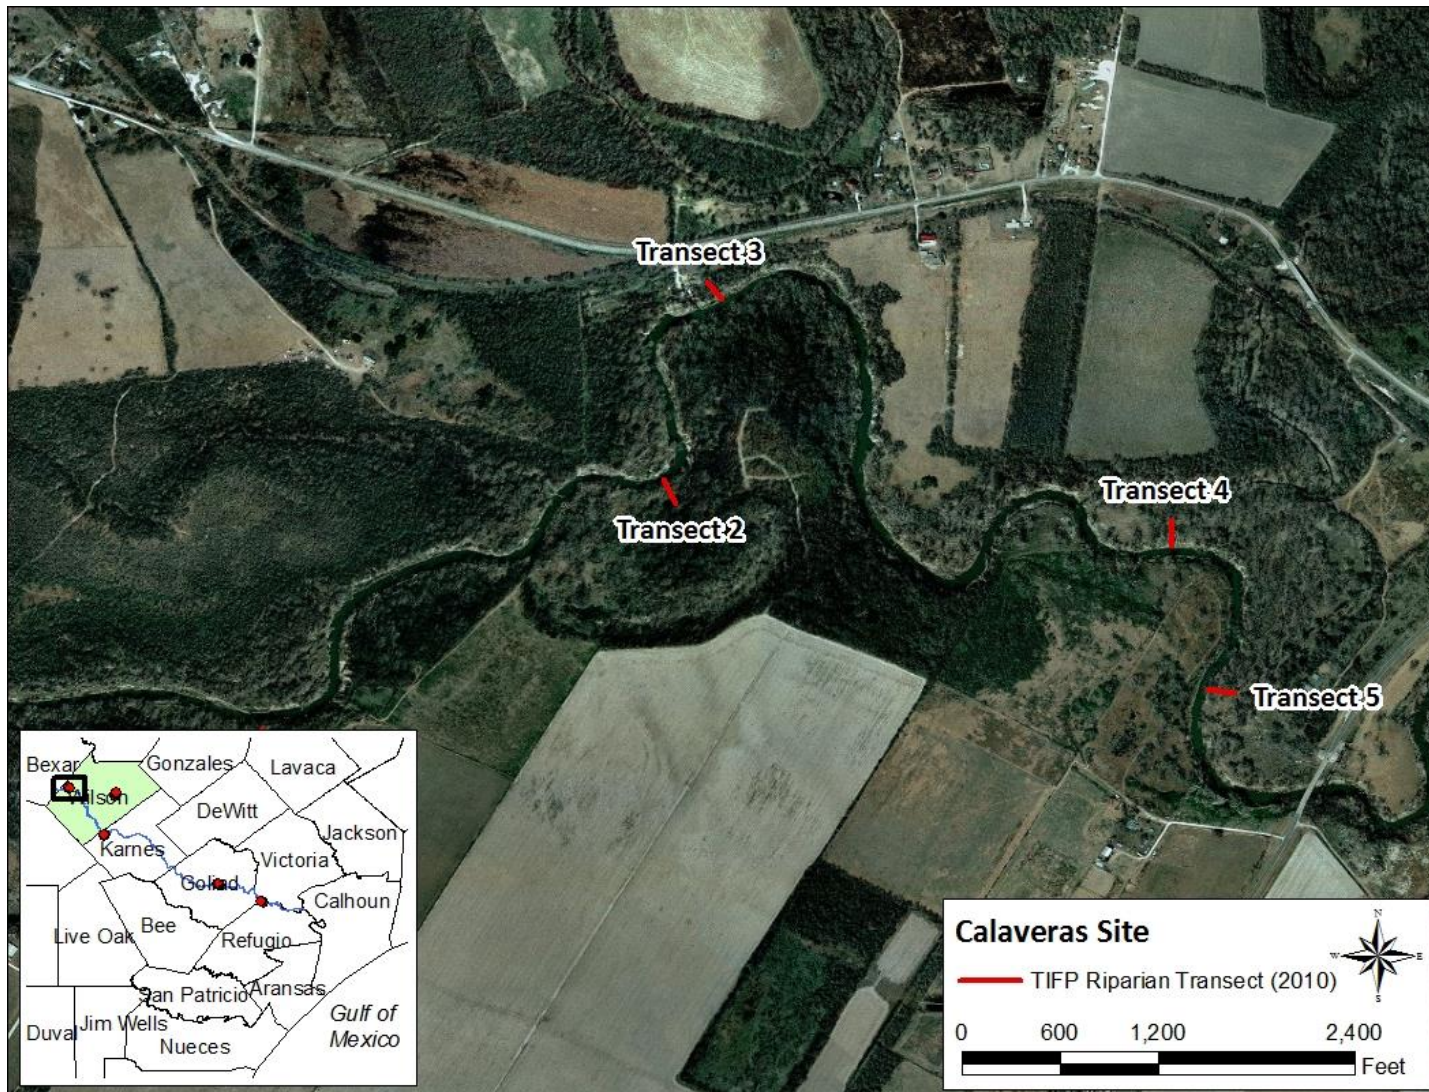 Transect 3
Transect 4
Transect 2
Transect 5
Bexar
Gonzales
Lavaca
Wilson
DeWitt
Jackson
Karnes
Victoria
Goliad
Calhoun
Bee
Live Oak
Refugio
Aransas
San Patricio
Gulf of
Mexico
Duval
Jim Wells
Nueces
Calaveras Site
N
W
E
S
TIFP Riparian Transect (2010)
0 600 1,200 2,400
Feet